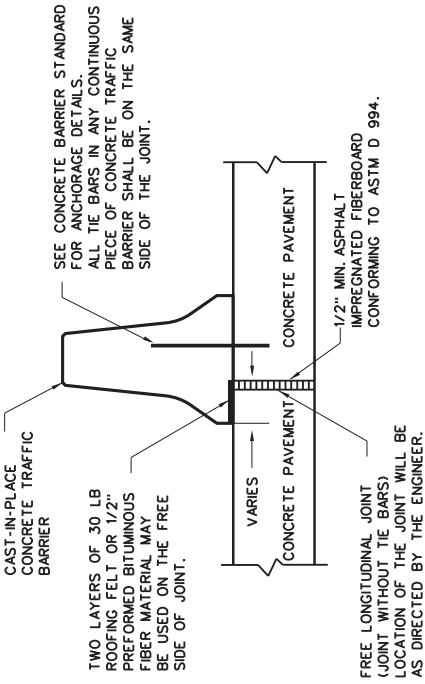 CAST-IN-PLACE
CONCRETE TRAFFIC
BARRIER
SEE CONCRETE BARRIER STANDARD
FOR ANCHORAGE DETAILS.
ALL TIE BARS IN ANY CONTINUOUS
PIECE OF CONCRETE TRAFFIC
BARRIER SHALL BE ON THE SAME
SIDE OF THE JOINT.
TWO LAYERS OF 30 LB
ROOFING FELT OR 1/2"
PREFORMED BITUMINOUS
FIBER MATERIAL MAY
BE USED ON THE FREE
SIDE OF JOINT.
VARIES
CONCRETE PAVEMENT
CONCRETE PAVEMENT
1/2" MIN. ASPHALT
IMPREGNATED FIBERBOARD
CONFORMING TO ASTM D 994.
FREE LONGITUDINAL JOINT
(JOINT WITHOUT TIE BARS)
LOCATION OF THE JOINT WILL BE
AS DIRECTED BY THE ENGINEER.